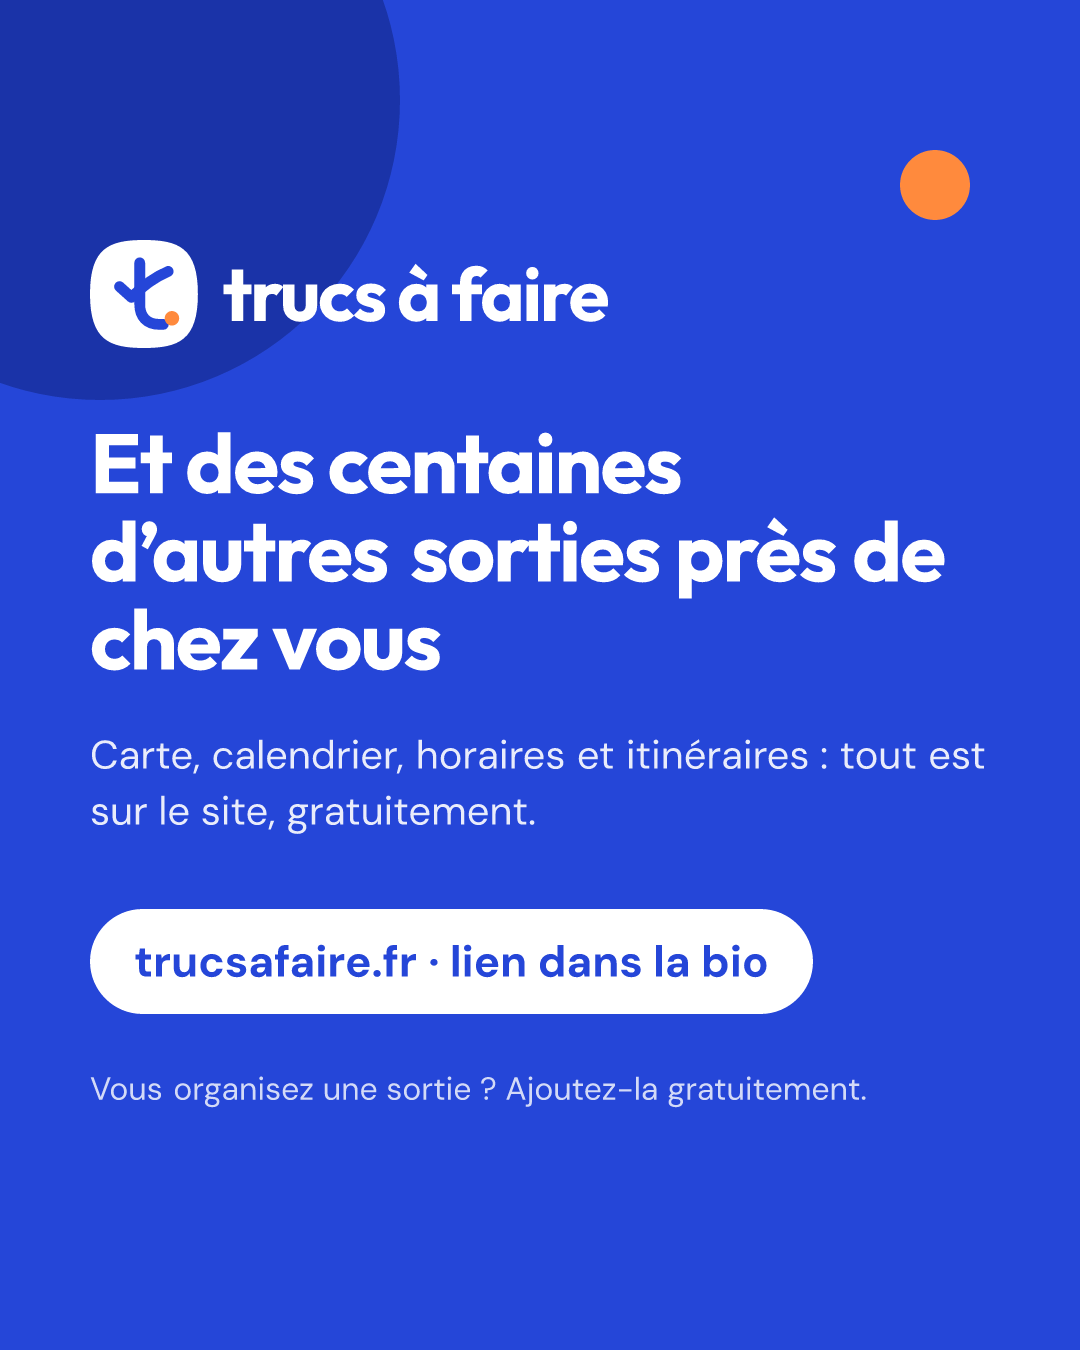 trucs à faire
Et des centaines
d’autres sorties près de
chez vous
Carte, calendrier, horaires et itinéraires : tout est
sur le site, gratuitement.
trucsafaire.fr · lien dans la bio
Vous organisez une sortie ? Ajoutez-la gratuitement.